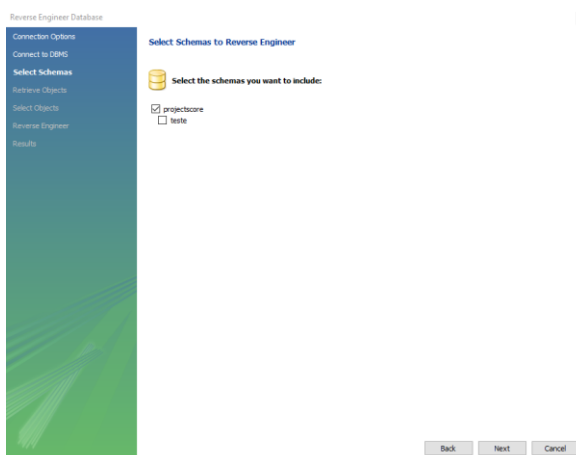 Reverse Engineer Database
Connection Options
Connect to DBMS
Select Schemas
Retrieve Objects
Select Objects
Reverse Engineer
Results
Select Schemas to Reverse Engineer
Select the schemas you want to include:
projectscore
teste
Back Next Cancel